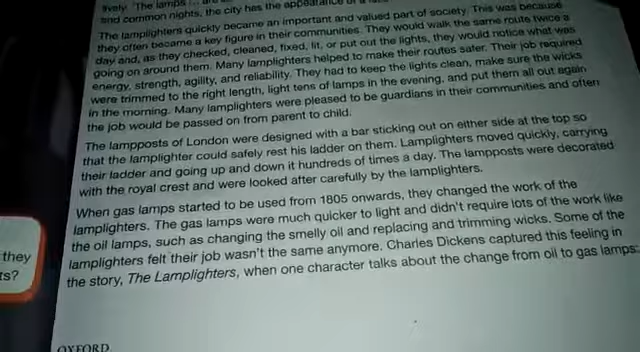 lively. 'The lamps
and common nights, the city has the appearance of a
The lamplighters quickly became an important and valued part of society. This was because
they often became a key figure in their communities. They would walk the same route twice a
day and, as they checked, cleaned, fixed, lit, or put out the lights, they would notice what was
going on around them. Many lamplighters helped to make their routes safer. Their job required
energy, strength, agility, and reliability. They had to keep the lights clean, make sure the wicks
were trimmed to the right length, light tens of lamps in the evening, and put them all out again
in the morning. Many lamplighters were pleased to be guardians in their communities and often
the job would be passed on from parent to child.
The lampposts of London were designed with a bar sticking out on either side at the top so
that the lamplighter could safely rest his ladder on them. Lamplighters moved quickly, carrying
their ladder and going up and down it hundreds of times a day. The lampposts were decorated
with the royal crest and were looked after carefully by the lamplighters.
When gas lamps started to be used from 1805 onwards, they changed the work of the
lamplighters. The gas lamps were much quicker to light and didn't require lots of the work like
the oil lamps, such as changing the smelly oil and replacing and trimming wicks. Some of the
lamplighters felt their job wasn't the same anymore. Charles Dickens captured this feeling in
the story, The Lamplighters, when one character talks about the change from oil to gas lamps:
they
ts?
OXFORD